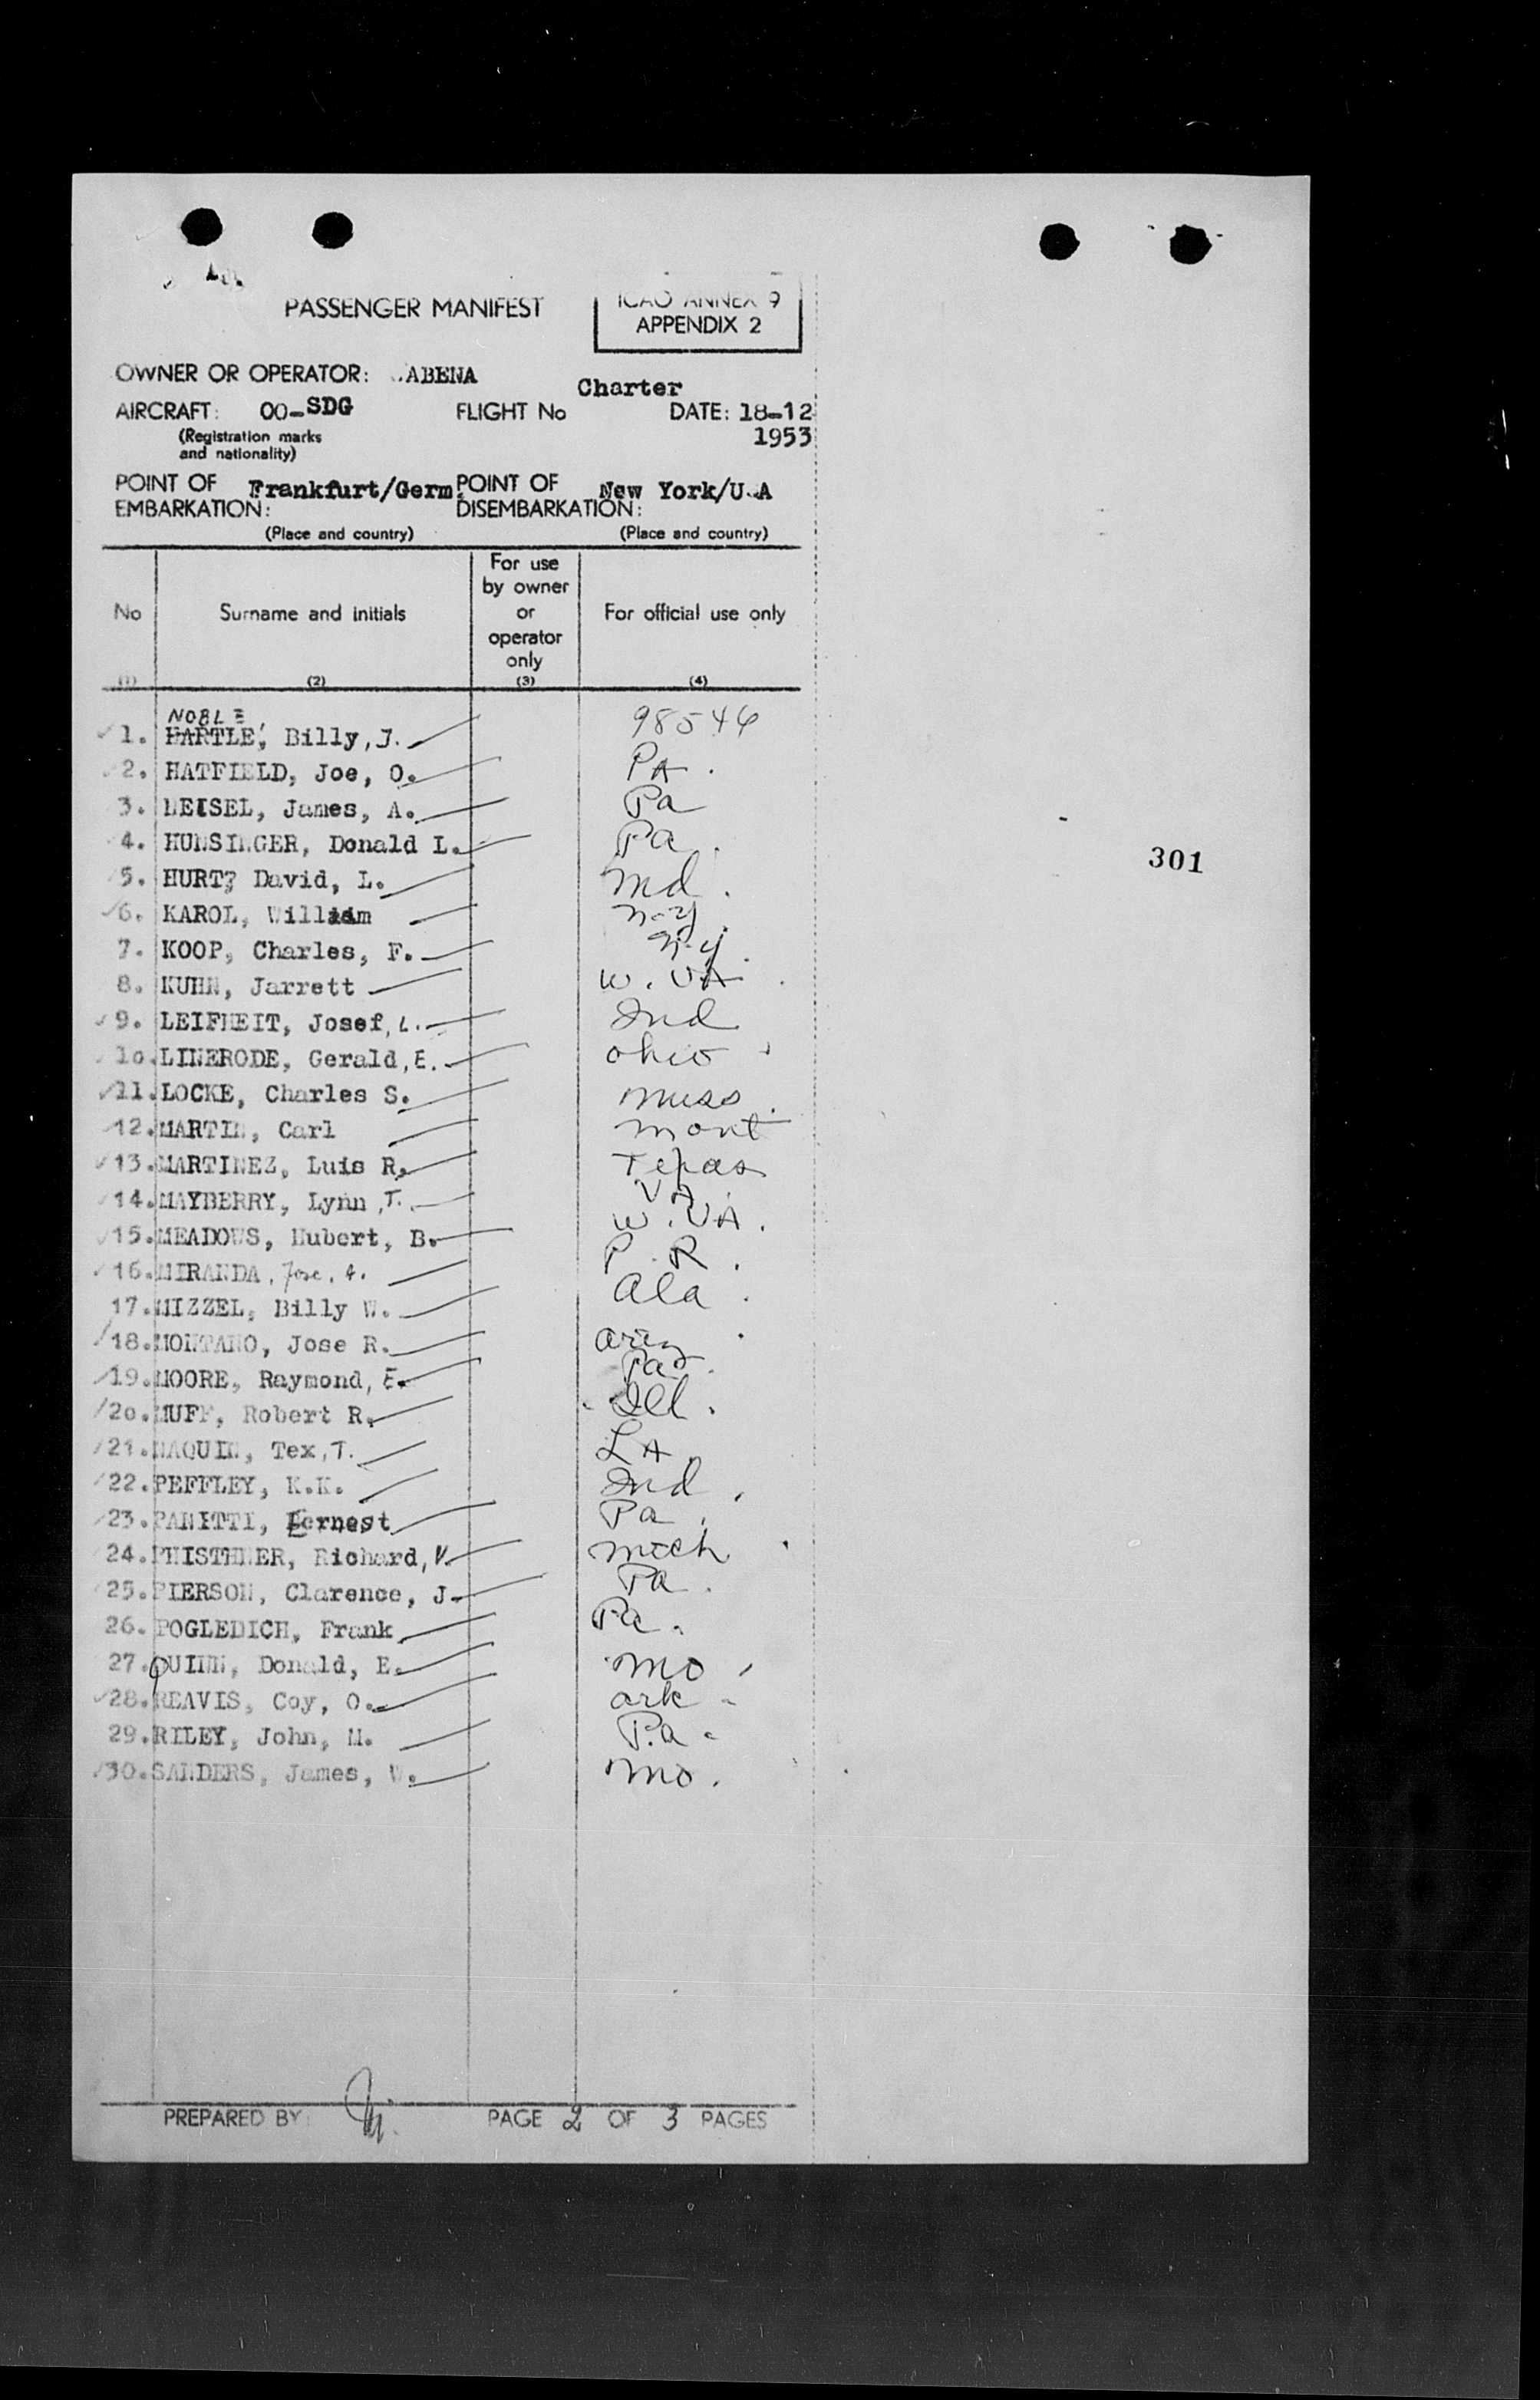 PASSENGER MANIFEST
ICAO ANNEX 9
APPENDIX 2
OWNER OR OPERATOR: .ABENA
Charter
AIRCRAFT: OO-SDG FLIGHT No DATE: 18-12
(Registration marks 1953
and nationality)
POINT OF Frankfurt/Germ. POINT OF New York/U.A
EMBARKATION: DISEMBARKATION:
(Place and country) (Place and country)
For use
by owner
No Surname and initials or For official use only
operator
only
(1) (2) (3) (4)
NOBLE
1. HARTLE, Billy, J. 98546
2. HATFIELD, Joe, O. PA.
3. HEISEL, James, A. Pa
4. HUNSINGER, Donald L. Pa.
5. HURT? David, L. Md.
6. KAROL, William n-y.
7. KOOP, Charles, F. n.y.
8. KUHN, Jarrett W. VA.
9. LEIFHEIT, Josef, L. Ind
10. LINERODE, Gerald, E. Ohio
11. LOCKE, Charles S. Miss.
12. MARTIN, Carl Mont
13. MARTINEZ, Luis R. Texas
14. MAYBERRY, Lynn, T. VA.
15. MEADOWS, Hubert, B. W. VA.
16. MIRANDA, Jose, A. P.R.
17. MIZZEL, Billy W. Ala.
18. MONTANO, Jose R. Ariz
19. MOORE, Raymond, E. Pa.
20. MUFF, Robert R. Ill.
21. NAQUIN, Tex, T. LA.
22. PEFFLEY, K.K. Ind.
23. PANITTI, Ernest Pa.
24. PHISTHNER, Richard, V. Mich.
25. PIERSON, Clarence, J. Pa.
26. POGLEDICH, Frank Pa.
27. QUINN, Donald, E. Mo.
28. REAVIS, Coy, O. Ark.
29. RILEY, John, M. Pa.
30. SANDERS, James, W. Mo.
301
PREPARED BY: PAGE 2 OF 3 PAGES